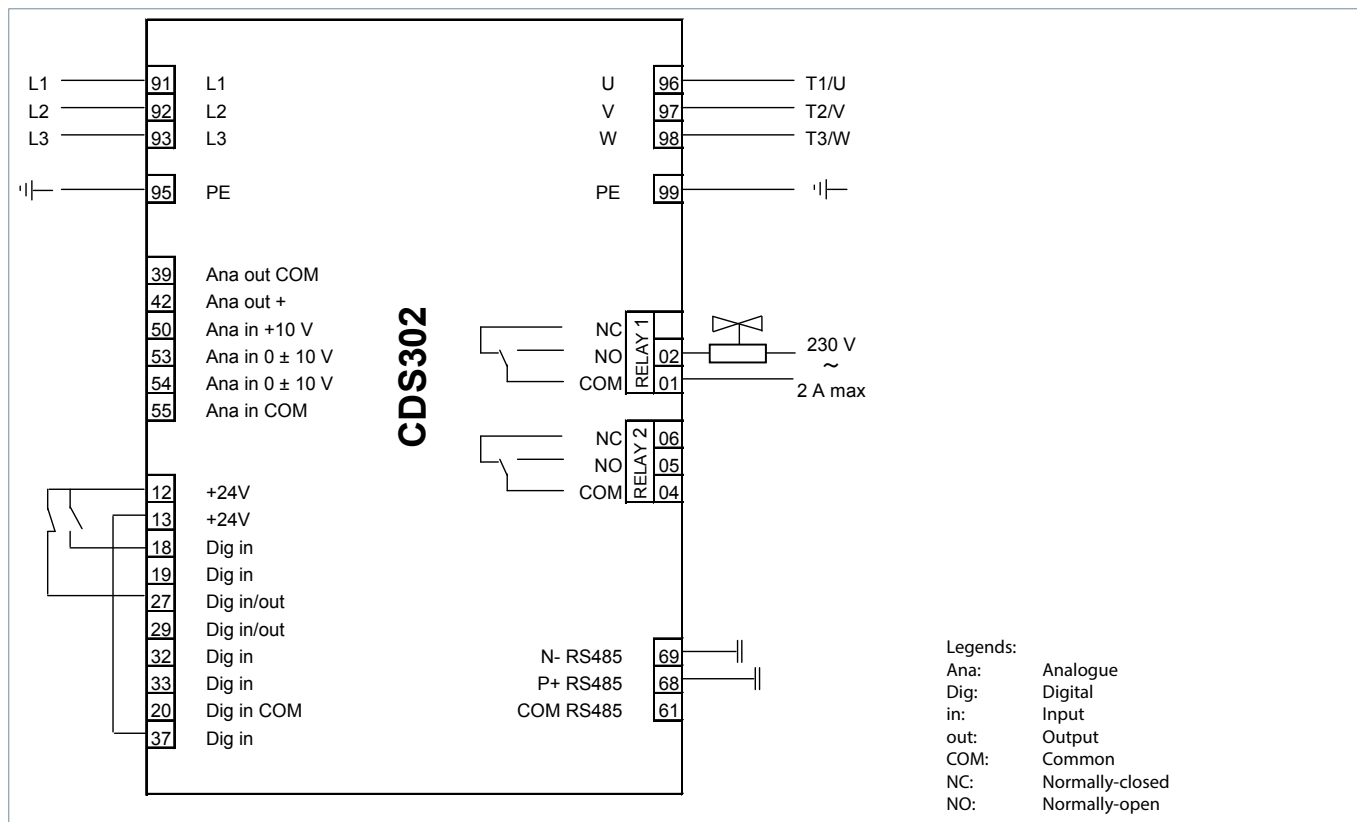 L1 91 L1 U 96 T1/U
L2 92 L2 V 97 T2/V
L3 93 L3 W 98 T3/W
95 PE PE 99
39 Ana out COM
42 Ana out +
50 Ana in +10 V
53 Ana in 0 ± 10 V
54 Ana in 0 ± 10 V
55 Ana in COM
CDS302
NC
NO 02
COM 01
RELAY 1
230 V
~
2 A max
NC 06
NO 05
COM 04
RELAY 2
12 +24V
13 +24V
18 Dig in
19 Dig in
27 Dig in/out
29 Dig in/out
32 Dig in
33 Dig in
20 Dig in COM
37 Dig in
N- RS485 69
P+ RS485 68
COM RS485 61
Legends:
Ana: Analogue
Dig: Digital
in: Input
out: Output
COM: Common
NC: Normally-closed
NO: Normally-open